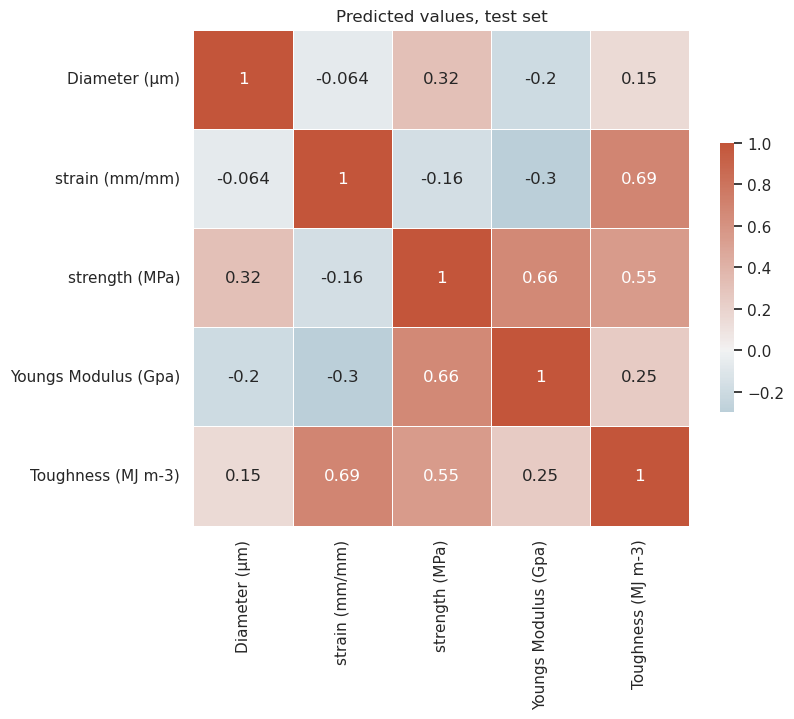 Predicted values, test set
Diameter (μm) 1 -0.064 0.32 -0.2 0.15
strain (mm/mm) -0.064 1 -0.16 -0.3 0.69
strength (MPa) 0.32 -0.16 1 0.66 0.55
Youngs Modulus (Gpa) -0.2 -0.3 0.66 1 0.25
Toughness (MJ m-3) 0.15 0.69 0.55 0.25 1
Diameter (μm)
strain (mm/mm)
strength (MPa)
Youngs Modulus (Gpa)
Toughness (MJ m-3)
1.0
0.8
0.6
0.4
0.2
0.0
−0.2